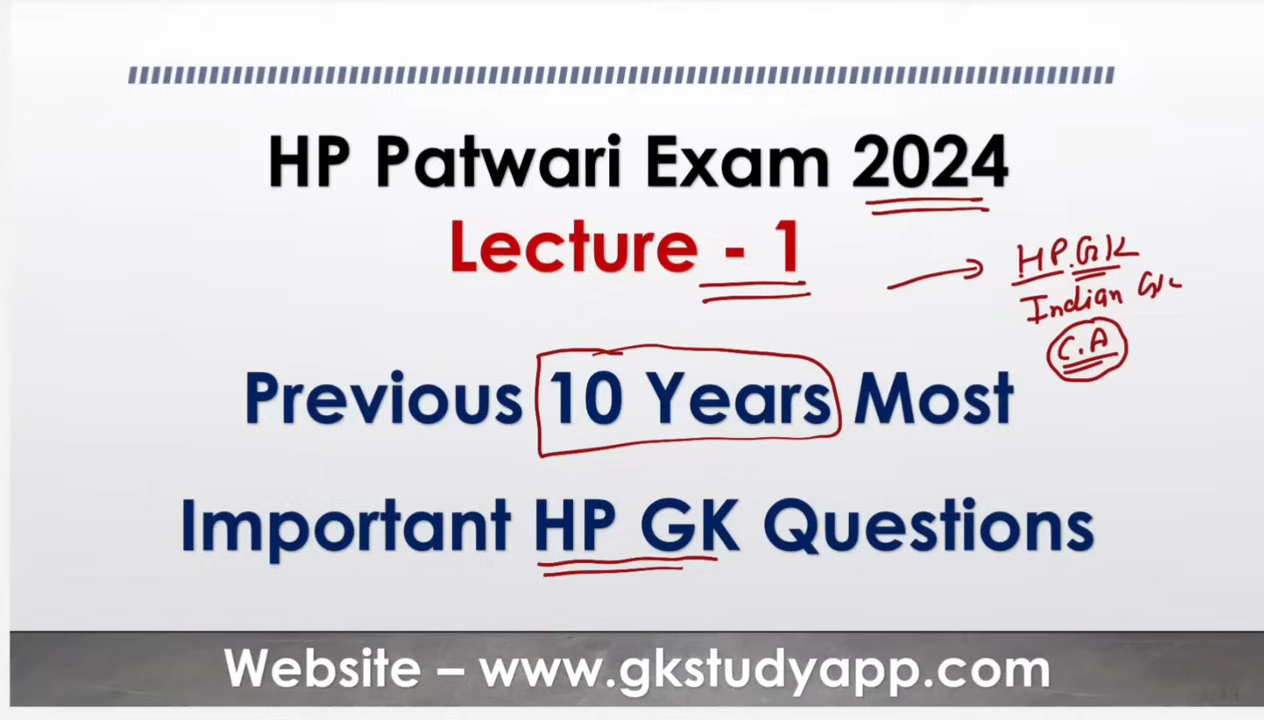 HP Patwari Exam 2024
Lecture - 1
HP.GK
Indian GK
C.A
Previous 10 Years Most
Important HP GK Questions
Website – www.gkstudyapp.com